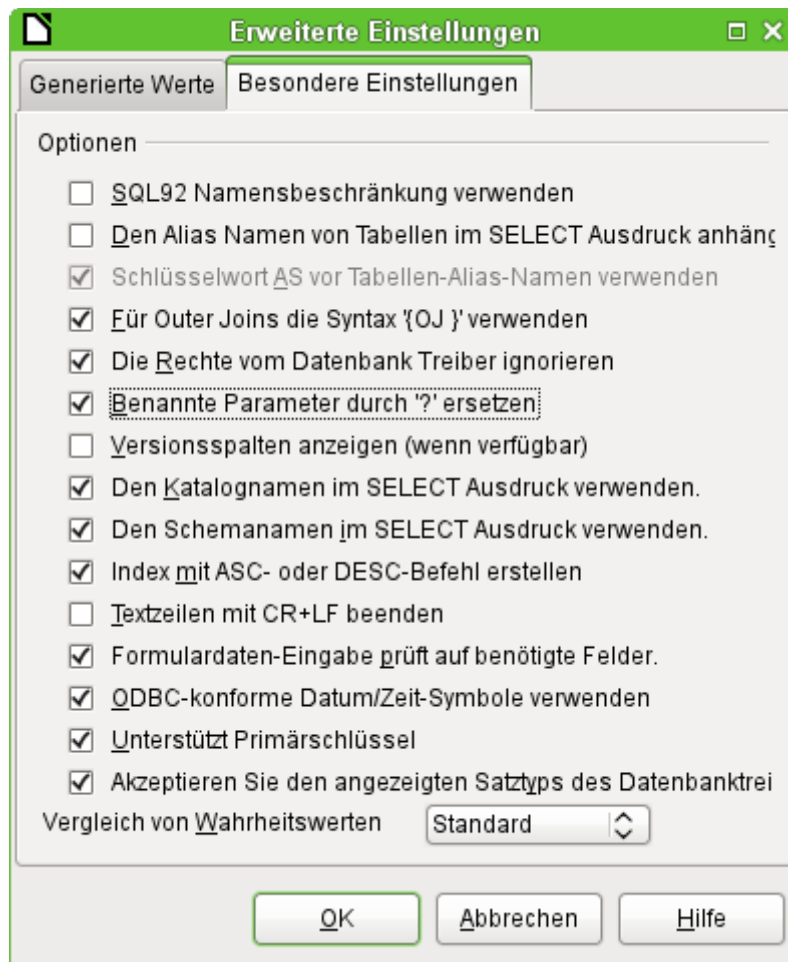 Erweiterte Einstellungen
Generierte Werte
Besondere Einstellungen
Optionen
SQL92 Namensbeschränkung verwenden
Den Alias Namen von Tabellen im SELECT Ausdruck anhäng
Schlüsselwort AS vor Tabellen-Alias-Namen verwenden
Für Outer Joins die Syntax '{OJ }' verwenden
Die Rechte vom Datenbank Treiber ignorieren
Benannte Parameter durch '?' ersetzen
Versionsspalten anzeigen (wenn verfügbar)
Den Katalognamen im SELECT Ausdruck verwenden.
Den Schemanamen im SELECT Ausdruck verwenden.
Index mit ASC- oder DESC-Befehl erstellen
Textzeilen mit CR+LF beenden
Formulardaten-Eingabe prüft auf benötigte Felder.
ODBC-konforme Datum/Zeit-Symbole verwenden
Unterstützt Primärschlüssel
Akzeptieren Sie den angezeigten Satztyps des Datenbanktrei
Vergleich von Wahrheitswerten Standard
OK Abbrechen Hilfe